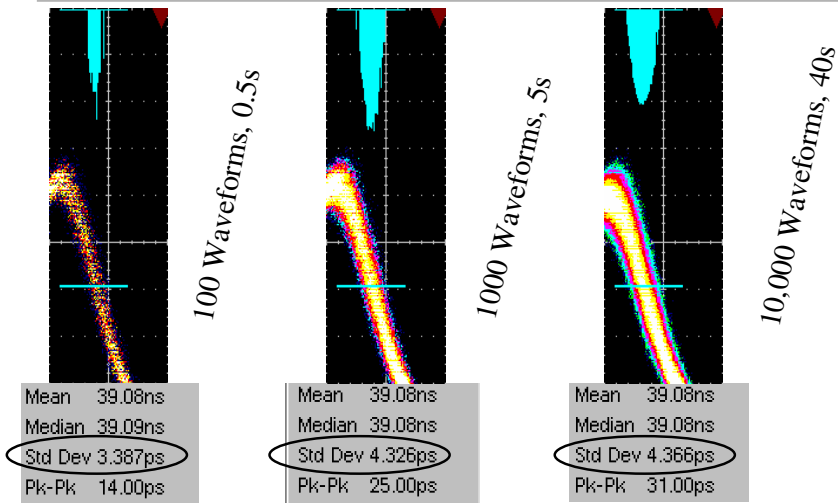 100 Waveforms, 0.5s
Mean 39.08ns
Median 39.09ns
Std Dev 3.387ps
Pk-Pk 14.00ps
1000 Waveforms, 5s
Mean 39.08ns
Median 39.08ns
Std Dev 4.326ps
Pk-Pk 25.00ps
10,000 Waveforms, 40s
Mean 39.08ns
Median 39.08ns
Std Dev 4.366ps
Pk-Pk 31.00ps